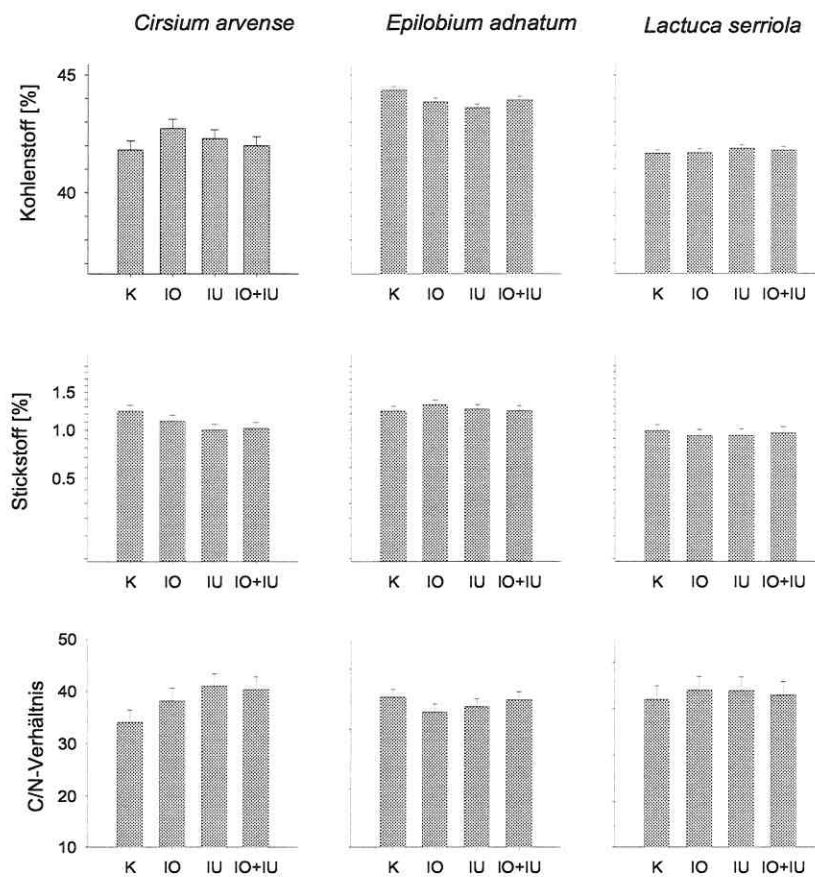 Cirsium arvense Epilobium adnatum Lactuca serriola
Kohlenstoff [%]
45
40
K IO IU IO+IU K IO IU IO+IU K IO IU IO+IU
Stickstoff [%]
1.5
1.0
0.5
K IO IU IO+IU K IO IU IO+IU K IO IU IO+IU
C/N-Verhältnis
50
40
30
20
10
K IO IU IO+IU K IO IU IO+IU K IO IU IO+IU